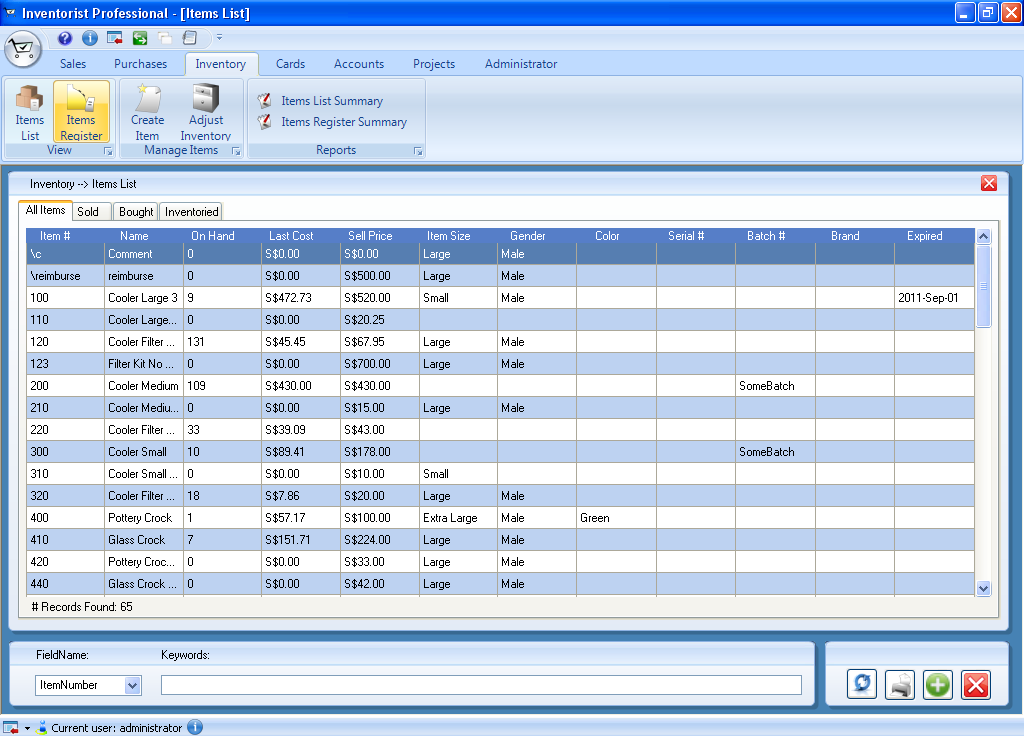 Inventorist Professional - [Items List]
Sales Purchases Inventory Cards Accounts Projects Administrator
Items List
Items Register
View
Create Item
Adjust Inventory
Manage Items
Items List Summary
Items Register Summary
Reports
Inventory --> Items List
All Items Sold Bought Inventoried
Item # Name On Hand Last Cost Sell Price Item Size Gender Color Serial # Batch # Brand Expired
\c Comment 0 S$0.00 S$0.00 Large Male
\reimburse reimburse 0 S$0.00 S$500.00 Large Male
100 Cooler Large 3 9 S$472.73 S$520.00 Small Male 2011-Sep-01
110 Cooler Large... 0 S$0.00 S$20.25
120 Cooler Filter ... 131 S$45.45 S$67.95 Large Male
123 Filter Kit No ... 0 S$0.00 S$700.00 Large Male
200 Cooler Medium 109 S$430.00 S$430.00 SomeBatch
210 Cooler Mediu... 0 S$0.00 S$15.00 Large Male
220 Cooler Filter ... 33 S$39.09 S$43.00
300 Cooler Small 10 S$89.41 S$178.00 SomeBatch
310 Cooler Small ... 0 S$0.00 S$10.00 Small
320 Cooler Filter ... 18 S$7.86 S$20.00 Large Male
400 Pottery Crock 1 S$57.17 S$100.00 Extra Large Male Green
410 Glass Crock 7 S$151.71 S$224.00 Large Male
420 Pottery Croc... 0 S$0.00 S$33.00 Large Male
440 Glass Crock ... 0 S$0.00 S$42.00 Large Male
# Records Found: 65
FieldName: Keywords:
ItemNumber
Current user: administrator